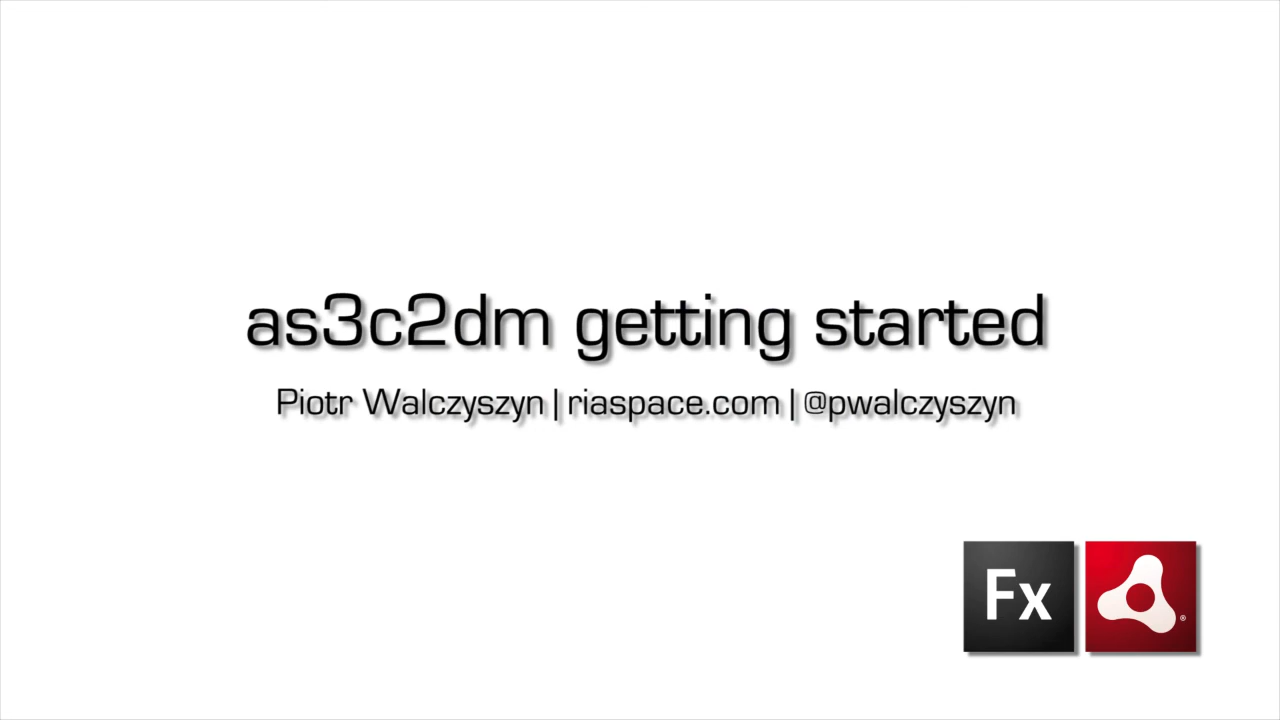 as3c2dm getting started
Piotr Walczyszyn | riaspace.com | @pwalczyszyn
Fx
®